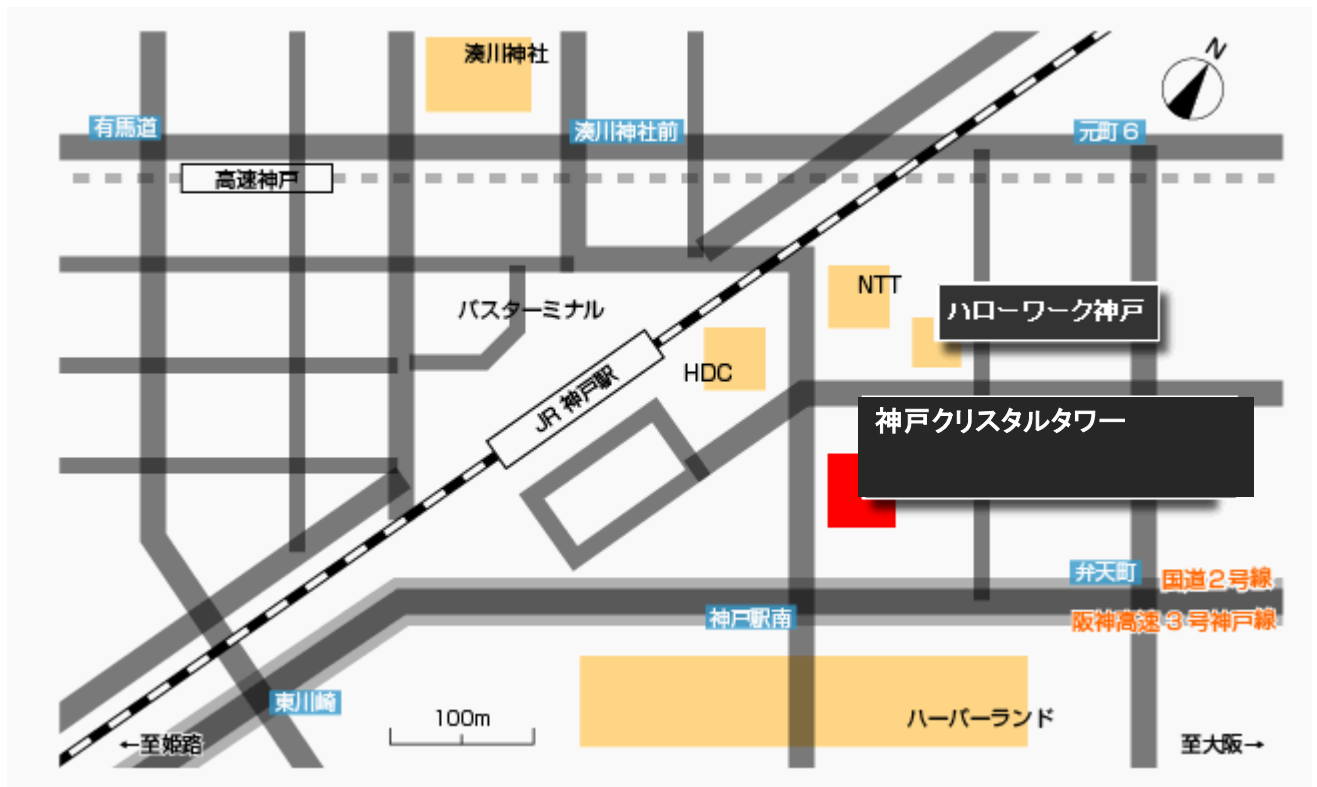 湊川神社
N
有馬道
湊川神社前
元町6
高速神戸
NTT
バスターミナル
ハローワーク神戸
HDC
JR 神戸駅
神戸クリスタルタワー
弁天町
国道2号線
神戸駅南
阪神高速3号神戸線
東川崎
100m
ハーバーランド
←至姫路
至大阪→